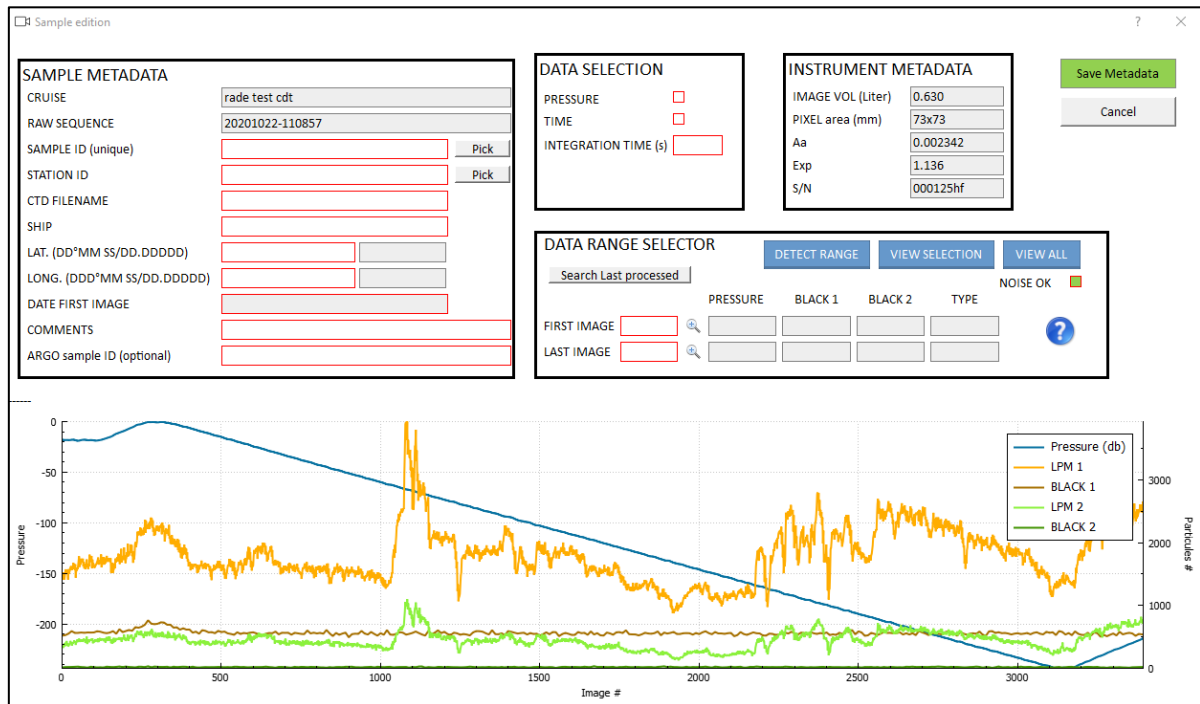 Sample edition
? ×
SAMPLE METADATA
CRUISE rade test cdt
RAW SEQUENCE 20201022-110857
SAMPLE ID (unique) Pick
STATION ID Pick
CTD FILENAME
SHIP
LAT. (DD°MM SS/DD.DDDDD)
LONG. (DDD°MM SS/DD.DDDDD)
DATE FIRST IMAGE
COMMENTS
ARGO sample ID (optional)
DATA SELECTION
PRESSURE
TIME
INTEGRATION TIME (s)
INSTRUMENT METADATA
IMAGE VOL (Liter) 0.630
PIXEL area (mm) 73x73
Aa 0.002342
Exp 1.136
S/N 000125hf
Save Metadata
Cancel
DATA RANGE SELECTOR
DETECT RANGE VIEW SELECTION VIEW ALL
Search Last processed
NOISE OK
PRESSURE BLACK 1 BLACK 2 TYPE
FIRST IMAGE
LAST IMAGE
?
Pressure
0
-50
-100
-150
-200
Pressure (db)
LPM 1
BLACK 1
LPM 2
BLACK 2
3000
2000
1000
0
Particules #
0 500 1000 1500 2000 2500 3000
Image #